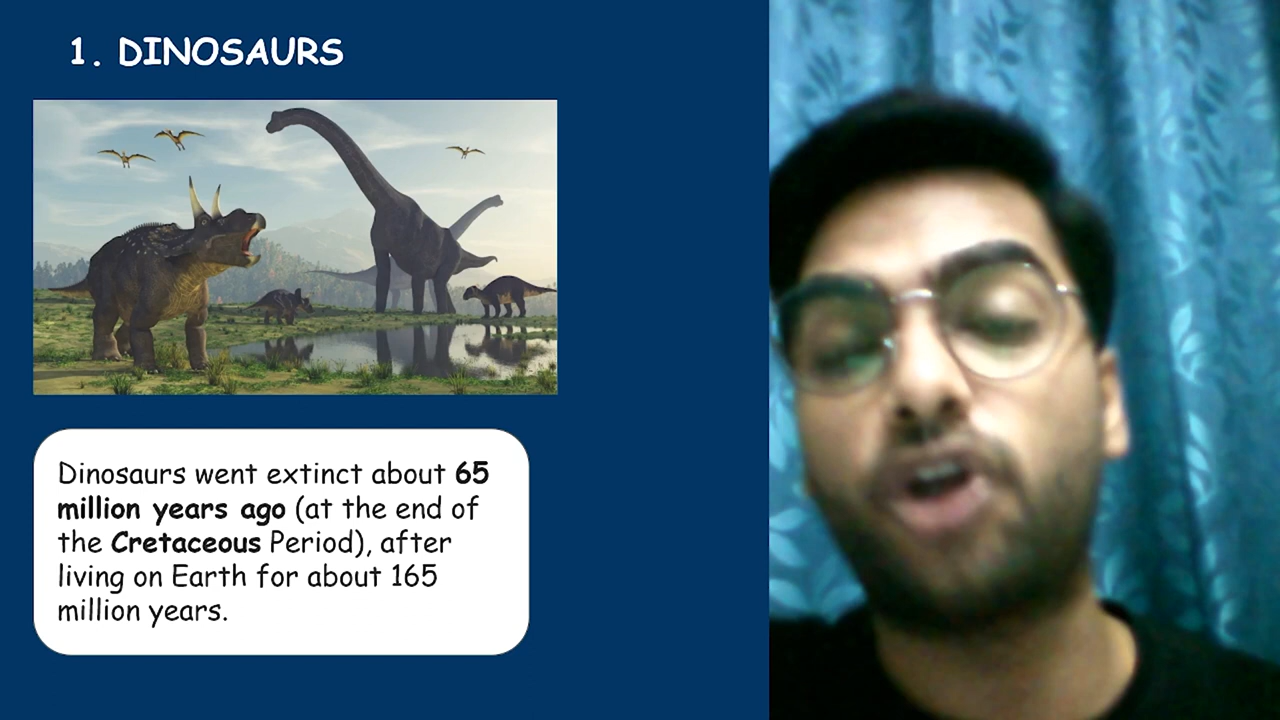 1. DINOSAURS
Dinosaurs went extinct about 65
million years ago (at the end of
the Cretaceous Period), after
living on Earth for about 165
million years.